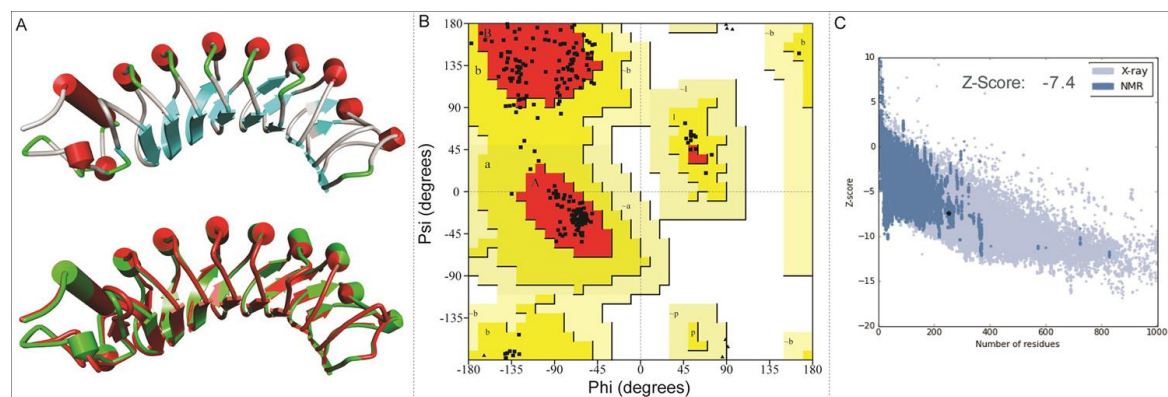 A
B
C
Psi (degrees)
180
135
90
45
0
-45
-90
-135
B
b
a
A
~b
~b
b
~l
l
~a
~b
b
~b
~p
p
~b
-180
-135
-90
-45
0
45
90
135
180
Phi (degrees)
Z-Score: -7.4
X-ray
NMR
Z-score
10
5
0
−5
−10
−15
−20
0
200
400
600
800
1000
Number of residues